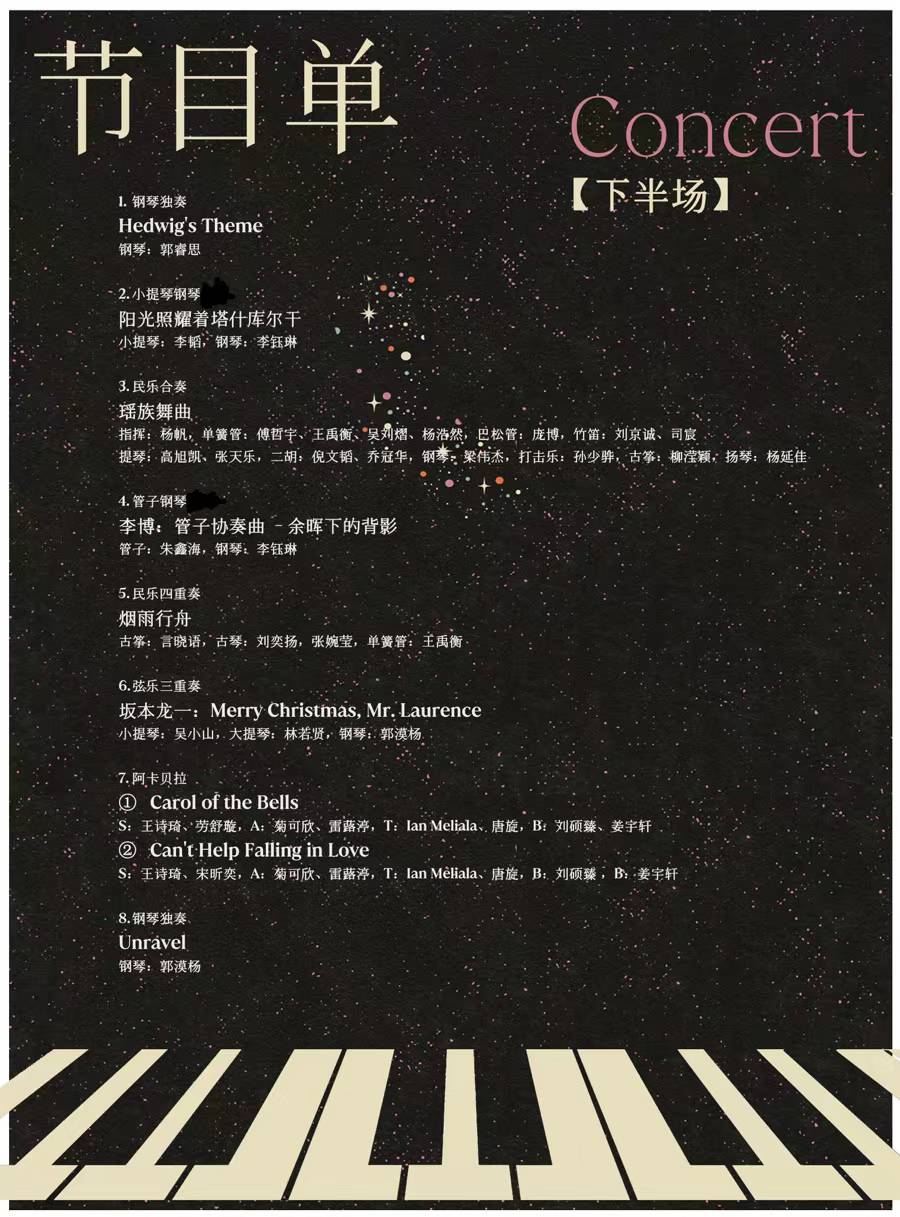 节目单
Concert
【下半场】
1. 钢琴独奏
Hedwig's Theme
钢琴：郭睿思
2. 小提琴钢琴
阳光照耀着塔什库尔干
小提琴：李韬，钢琴：李钰琳
3. 民乐合奏
瑶族舞曲
指挥：杨帆，单簧管：傅哲宇、王禹衡、吴刘熠、杨浩然，巴松管：庞博，竹笛：刘京诚、司宸
提琴：高旭凯、张天乐，二胡：倪文韬、乔冠华，钢琴：梁伟杰，打击乐：孙少骅，古筝：柳滢颖，扬琴：杨延佳
4. 管子钢琴
李博：管子协奏曲 - 余晖下的背影
管子：朱鑫海，钢琴：李钰琳
5. 民乐四重奏
烟雨行舟
古筝：言晓语，古琴：刘奕扬，张婉莹，单簧管：王禹衡
6. 弦乐三重奏
坂本龙一：Merry Christmas, Mr. Laurence
小提琴：吴小山，大提琴：林若贤，钢琴：郭漠杨
7. 阿卡贝拉
① Carol of the Bells
S：王诗琦、劳舒璇，A：菊可欣、雷蕗渟，T：Ian Meliala、唐旋，B：刘硕臻、姜宇轩
② Can't Help Falling in Love
S：王诗琦、宋昕奕，A：菊可欣、雷蕗渟，T：Ian Meliala、唐旋，B：刘硕臻，B：姜宇轩
8. 钢琴独奏
Unravel
钢琴：郭漠杨